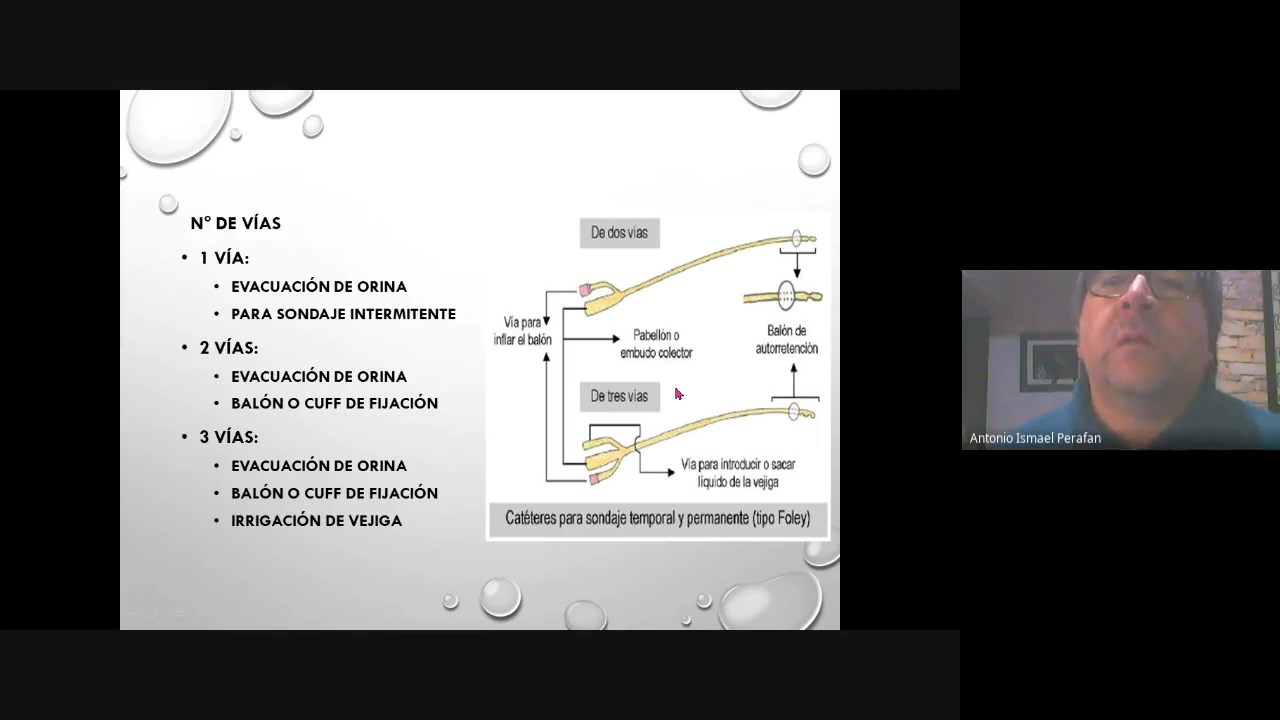 Nº DE VÍAS
• 1 VÍA:
• EVACUACIÓN DE ORINA
• PARA SONDAJE INTERMITENTE
• 2 VÍAS:
• EVACUACIÓN DE ORINA
• BALÓN O CUFF DE FIJACIÓN
• 3 VÍAS:
• EVACUACIÓN DE ORINA
• BALÓN O CUFF DE FIJACIÓN
• IRRIGACIÓN DE VEJIGA
De dos vias
Vía para
inflar el balón
Pabellón o
embudo colector
Balón de
autorretención
De tres vias
Vía para introducir o sacar
líquido de la vejiga
Catéteres para sondaje temporal y permanente (tipo Foley)
Antonio Ismael Perafan